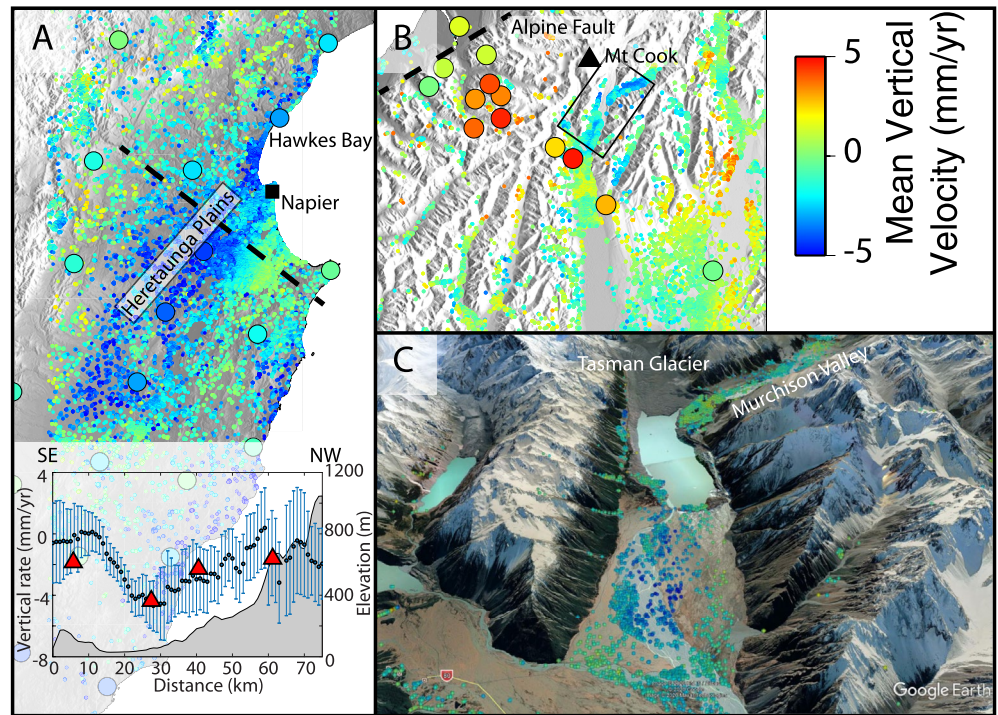 A
Hawkes Bay
Napier
Heretaunga Plains
SE
NW
4
0
-4
-8
Vertical rate (mm/yr)
1200
800
400
0
Elevation (m)
0
10
20
30
40
50
60
70
Distance (km)
B
Alpine Fault
Mt Cook
5
0
-5
Mean Vertical
Velocity (mm/yr)
C
Tasman Glacier
Murchison Valley
Google Earth